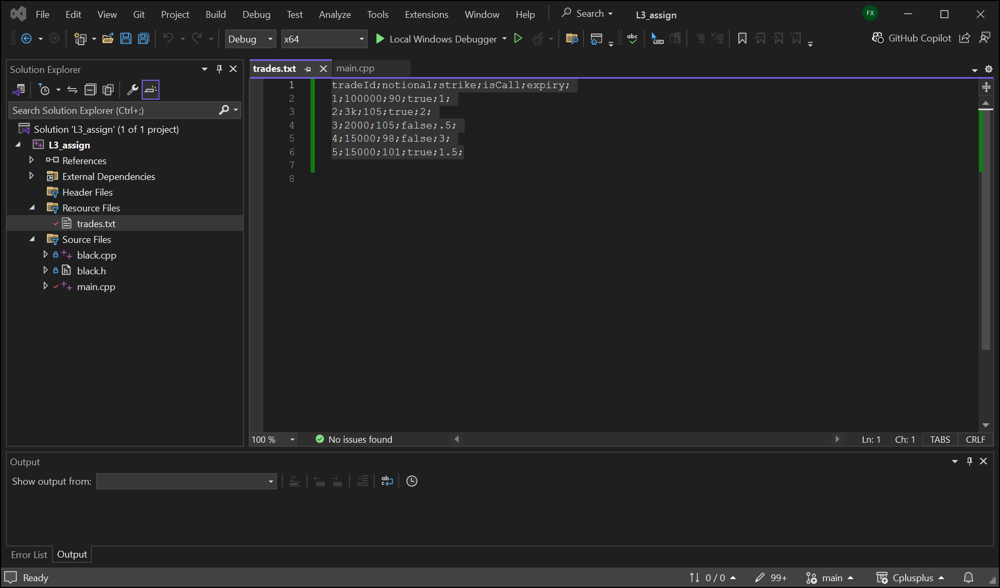 File Edit View Git Project Build Debug Test Analyze Tools Extensions Window Help Search L3_assign FX
Debug x64 Local Windows Debugger abc GitHub Copilot
Solution Explorer
Search Solution Explorer (Ctrl+;)
Solution 'L3_assign' (1 of 1 project)
L3_assign
References
External Dependencies
Header Files
Resource Files
trades.txt
Source Files
black.cpp
black.h
main.cpp
trades.txt main.cpp
1 tradeId;notional;strike;isCall;expiry;
2 1;100000;90;true;1;
3 2;3k;105;true;2;
4 3;2000;105;false;.5;
5 4;15000;98;false;3;
6 5;15000;101;true;1.5;
7
8
100 % No issues found Ln: 1 Ch: 1 TABS CRLF
Output
Show output from:
Error List Output
Ready 0 / 0 99+ main Cplusplus